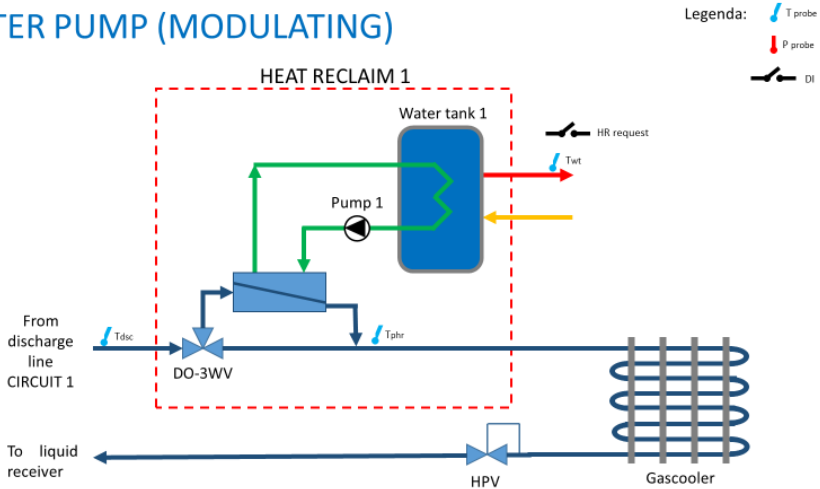 TER PUMP (MODULATING)
Legenda:
T probe
P probe
DI
HEAT RECLAIM 1
Water tank 1
HR request
Twt
Pump 1
From
discharge
line
CIRCUIT 1
Tdsc
Tphr
DO-3WV
To liquid
receiver
HPV
Gascooler